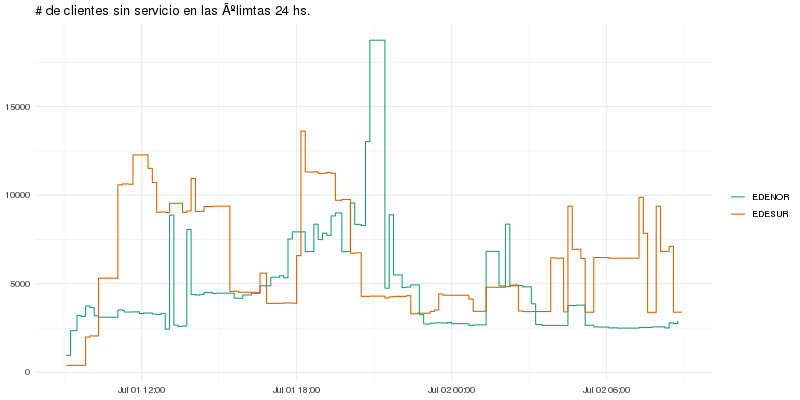 # de clientes sin servicio en las Ãºlimtas 24 hs.
15000
10000
5000
0
EDENOR
EDESUR
Jul 01 12:00
Jul 01 18:00
Jul 02 00:00
Jul 02 06:00